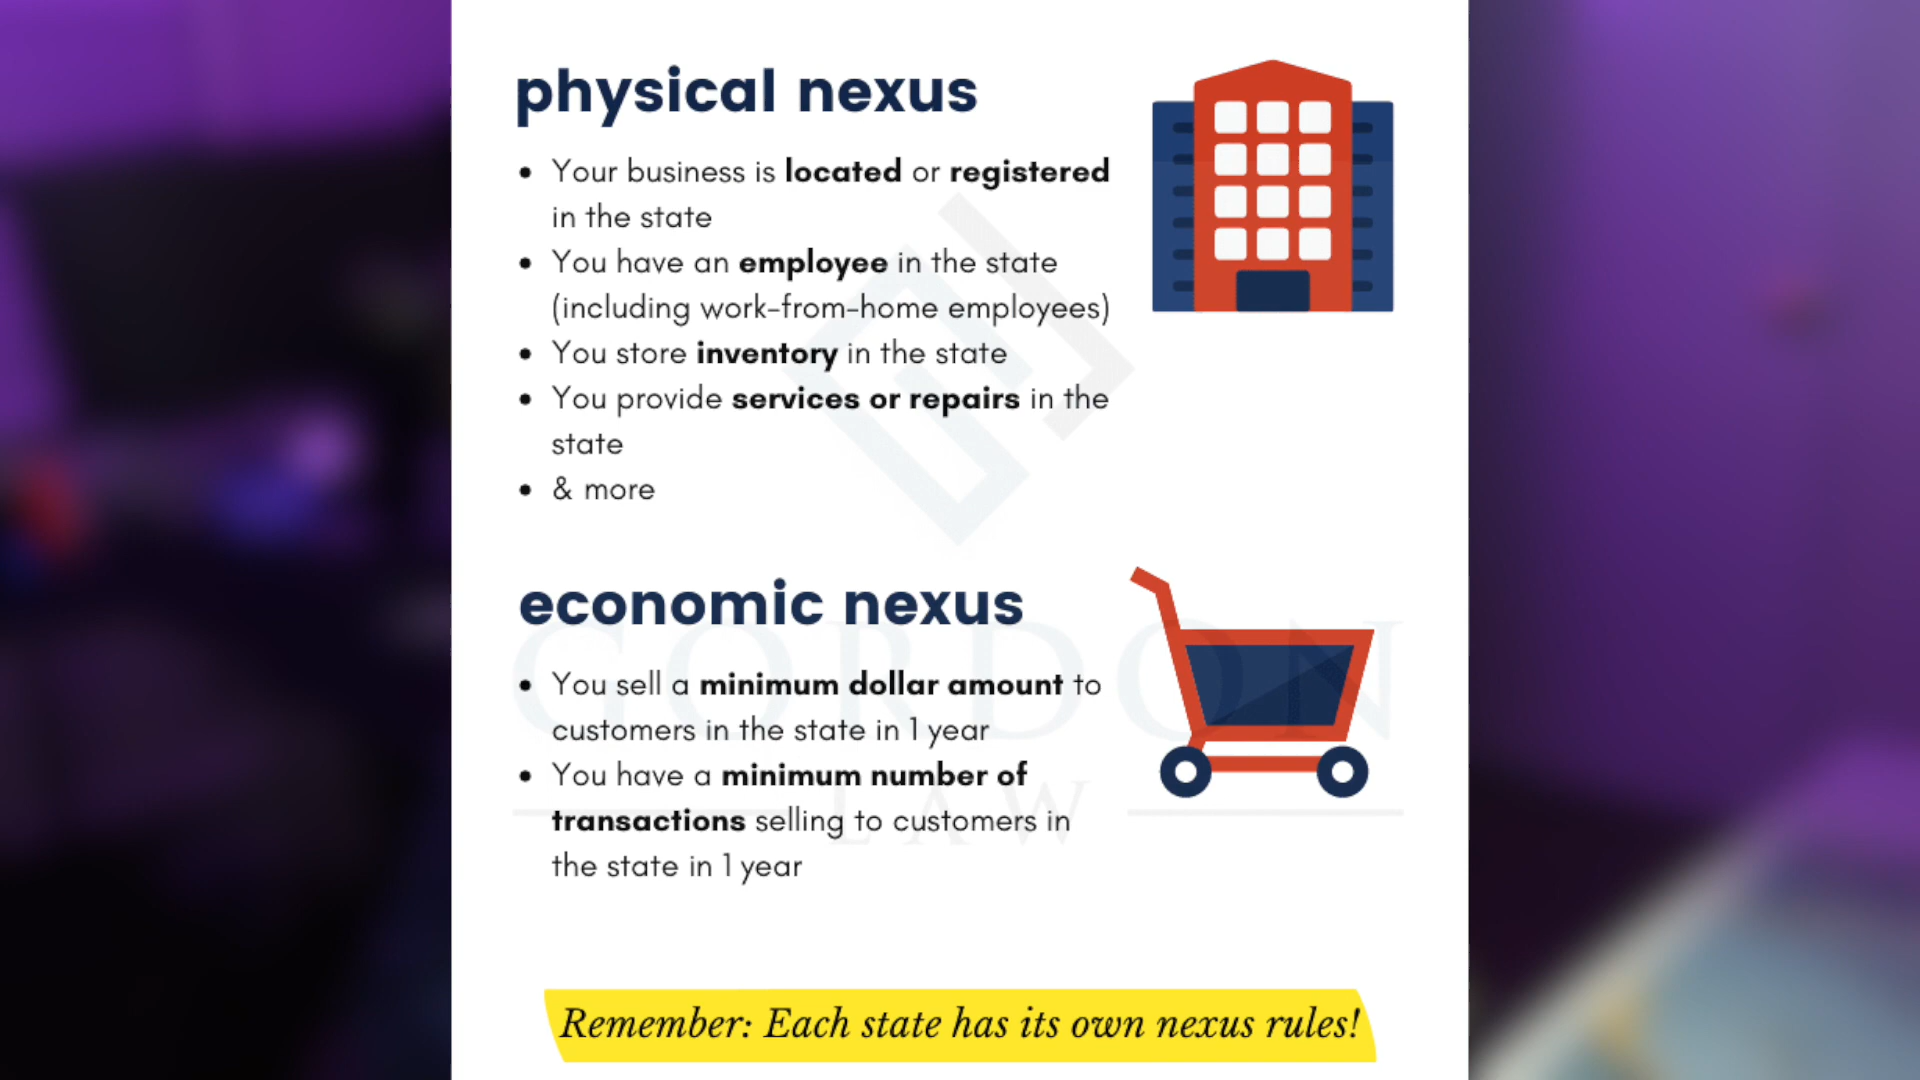 physical nexus
• Your business is located or registered
in the state
• You have an employee in the state
(including work-from-home employees)
• You store inventory in the state
• You provide services or repairs in the
state
• & more
economic nexus
GORDON
• You sell a minimum dollar amount to
customers in the state in 1 year
• You have a minimum number of
transactions selling to customers in
LAW
the state in 1 year
Remember: Each state has its own nexus rules!